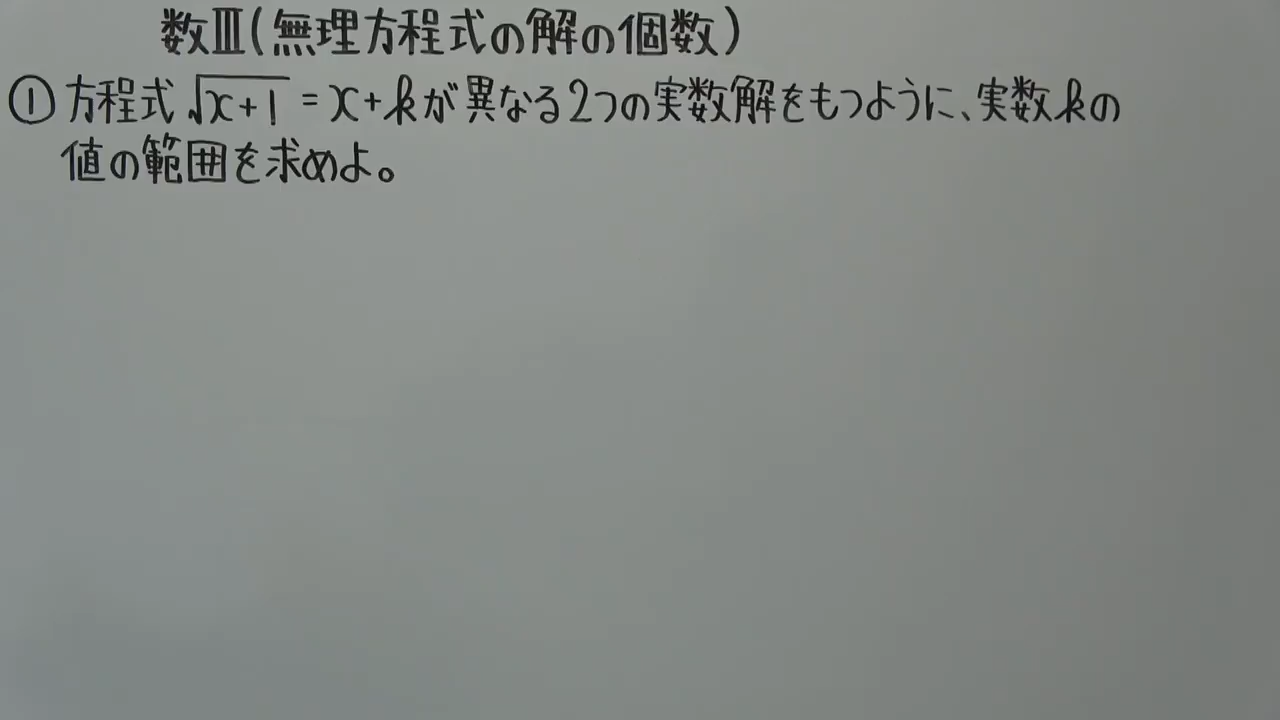 数Ⅲ(無理方程式の解の個数)
①方程式√x+1 = x+kが異なる2つの実数解をもつように、実数kの
値の範囲を求めよ。